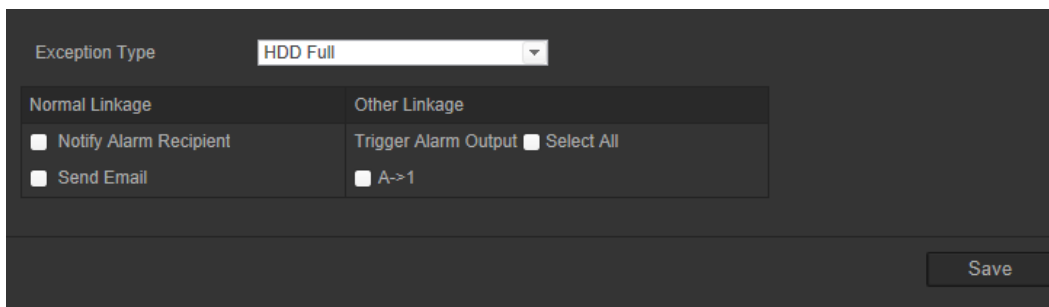 Exception Type HDD Full
Normal Linkage Other Linkage
Notify Alarm Recipient Trigger Alarm Output Select All
Send Email A->1
Save